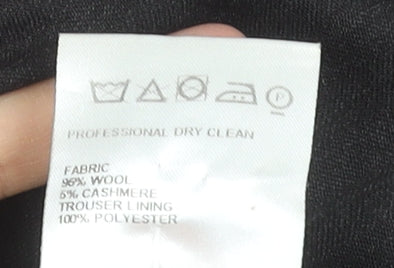 P
PROFESSIONAL DRY CLEAN
FABRIC
95% WOOL
5% CASHMERE
TROUSER LINING
100% POLYESTER